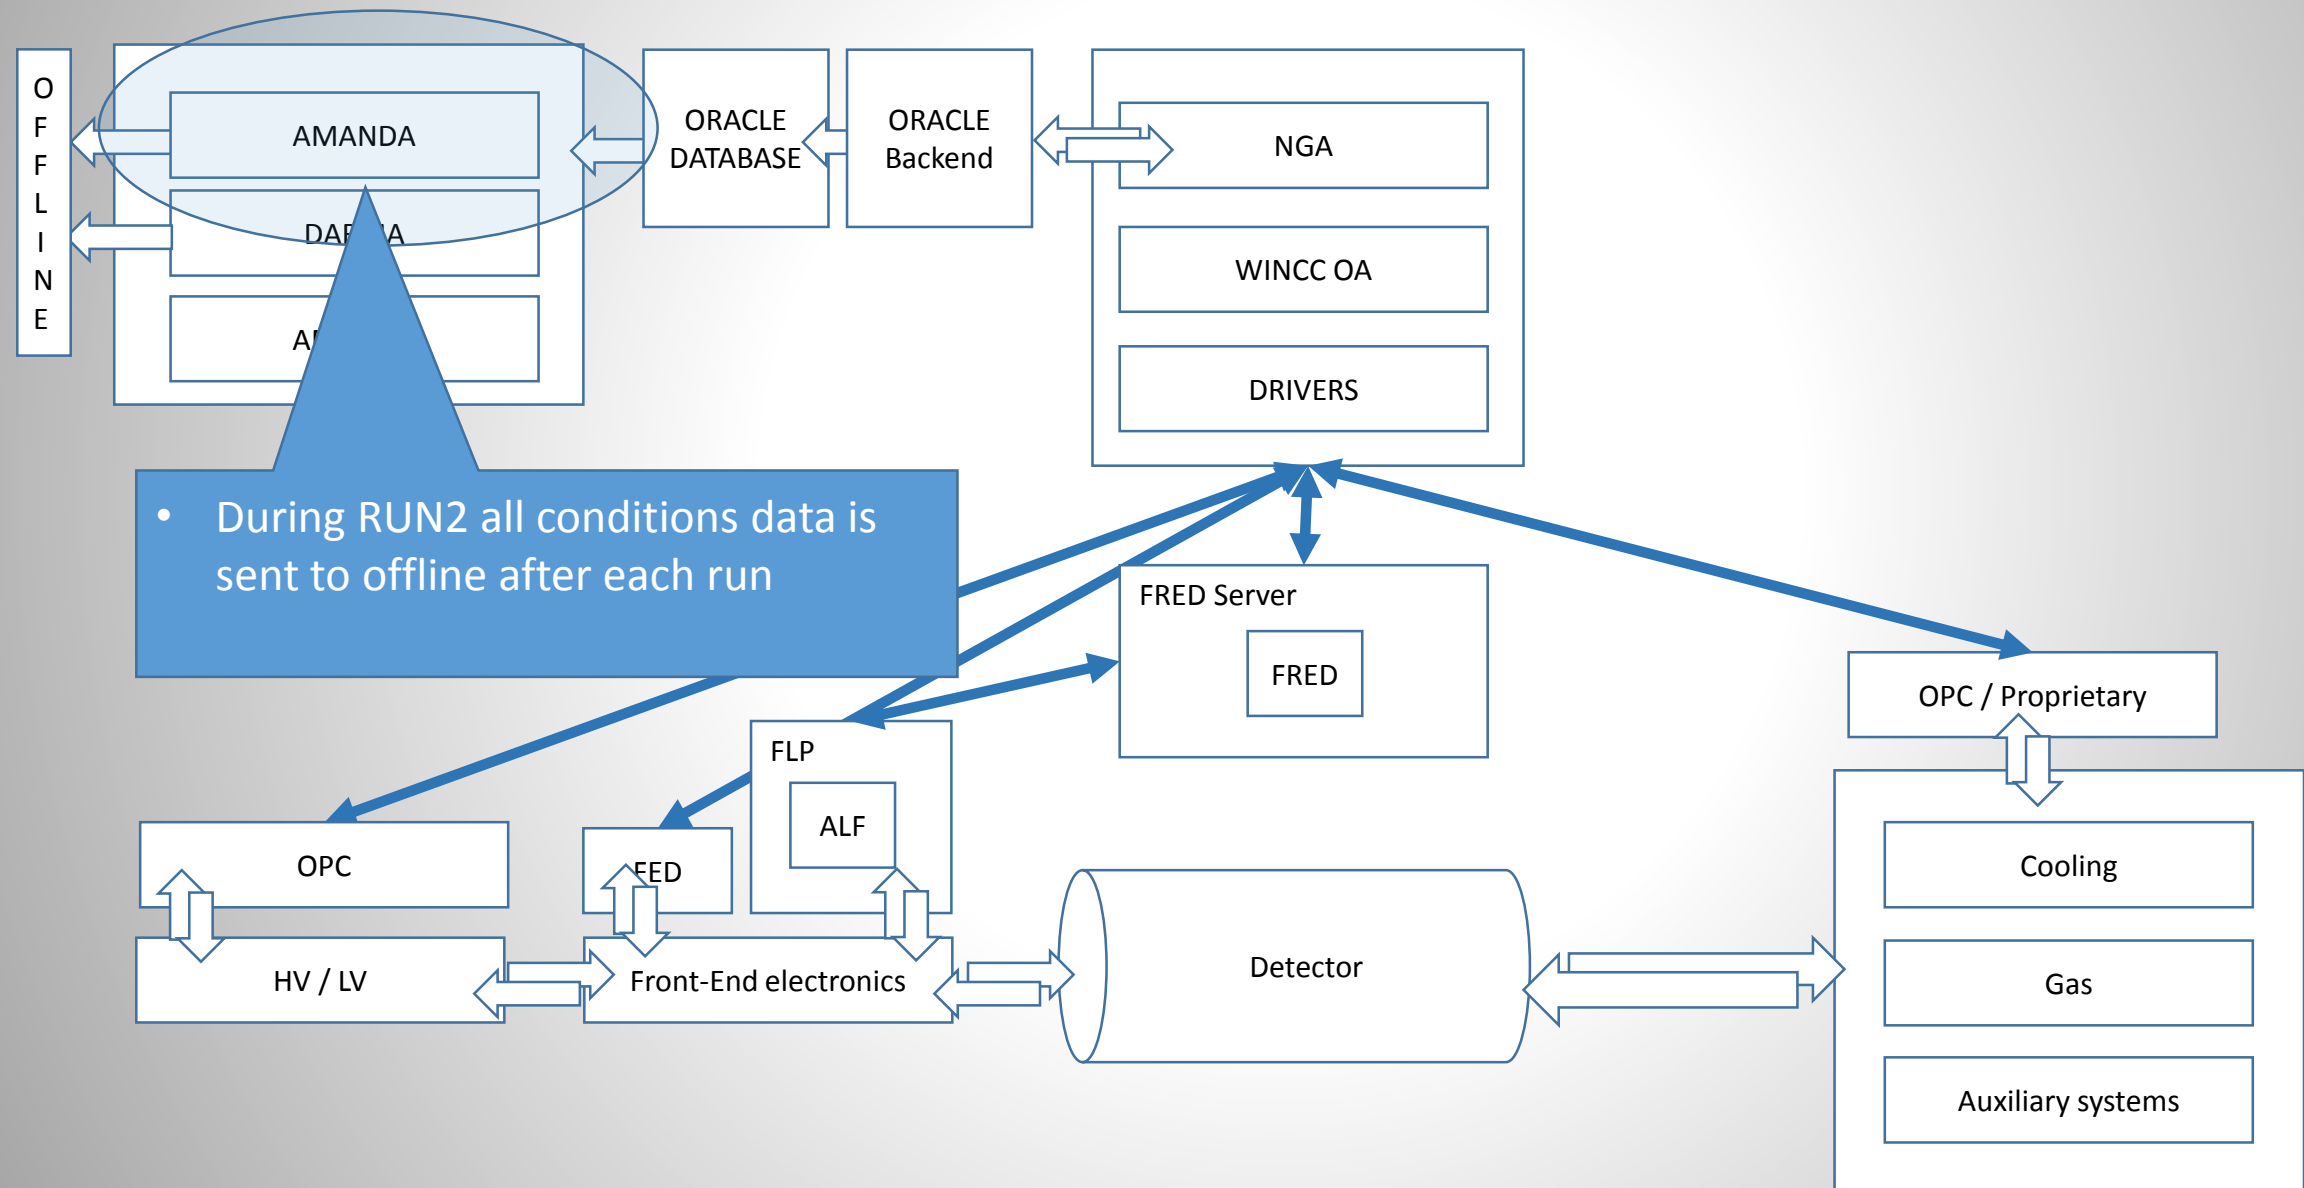 O
F
F
L
I
N
E
AMANDA
ORACLE
DATABASE
ORACLE
Backend
NGA
WINCC OA
DRIVERS
• During RUN2 all conditions data is
sent to offline after each run
FRED Server
FRED
OPC / Proprietary
FLP
ALF
OPC
FED
Cooling
HV / LV
Front-End electronics
Detector
Gas
Auxiliary systems